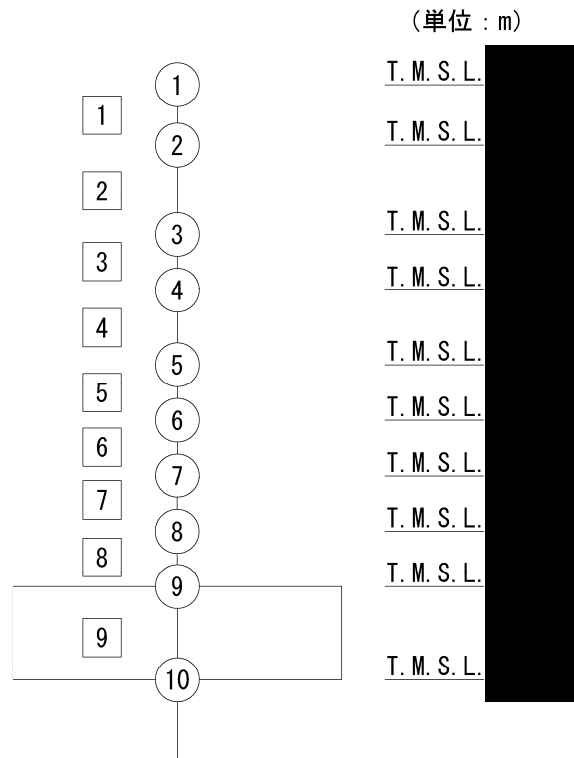 (単位：m)
① T.M.S.L.
1
② T.M.S.L.
2
③ T.M.S.L.
3
④ T.M.S.L.
4
⑤ T.M.S.L.
5
⑥ T.M.S.L.
6
⑦ T.M.S.L.
7
⑧ T.M.S.L.
8
⑨ T.M.S.L.
9
⑩ T.M.S.L.